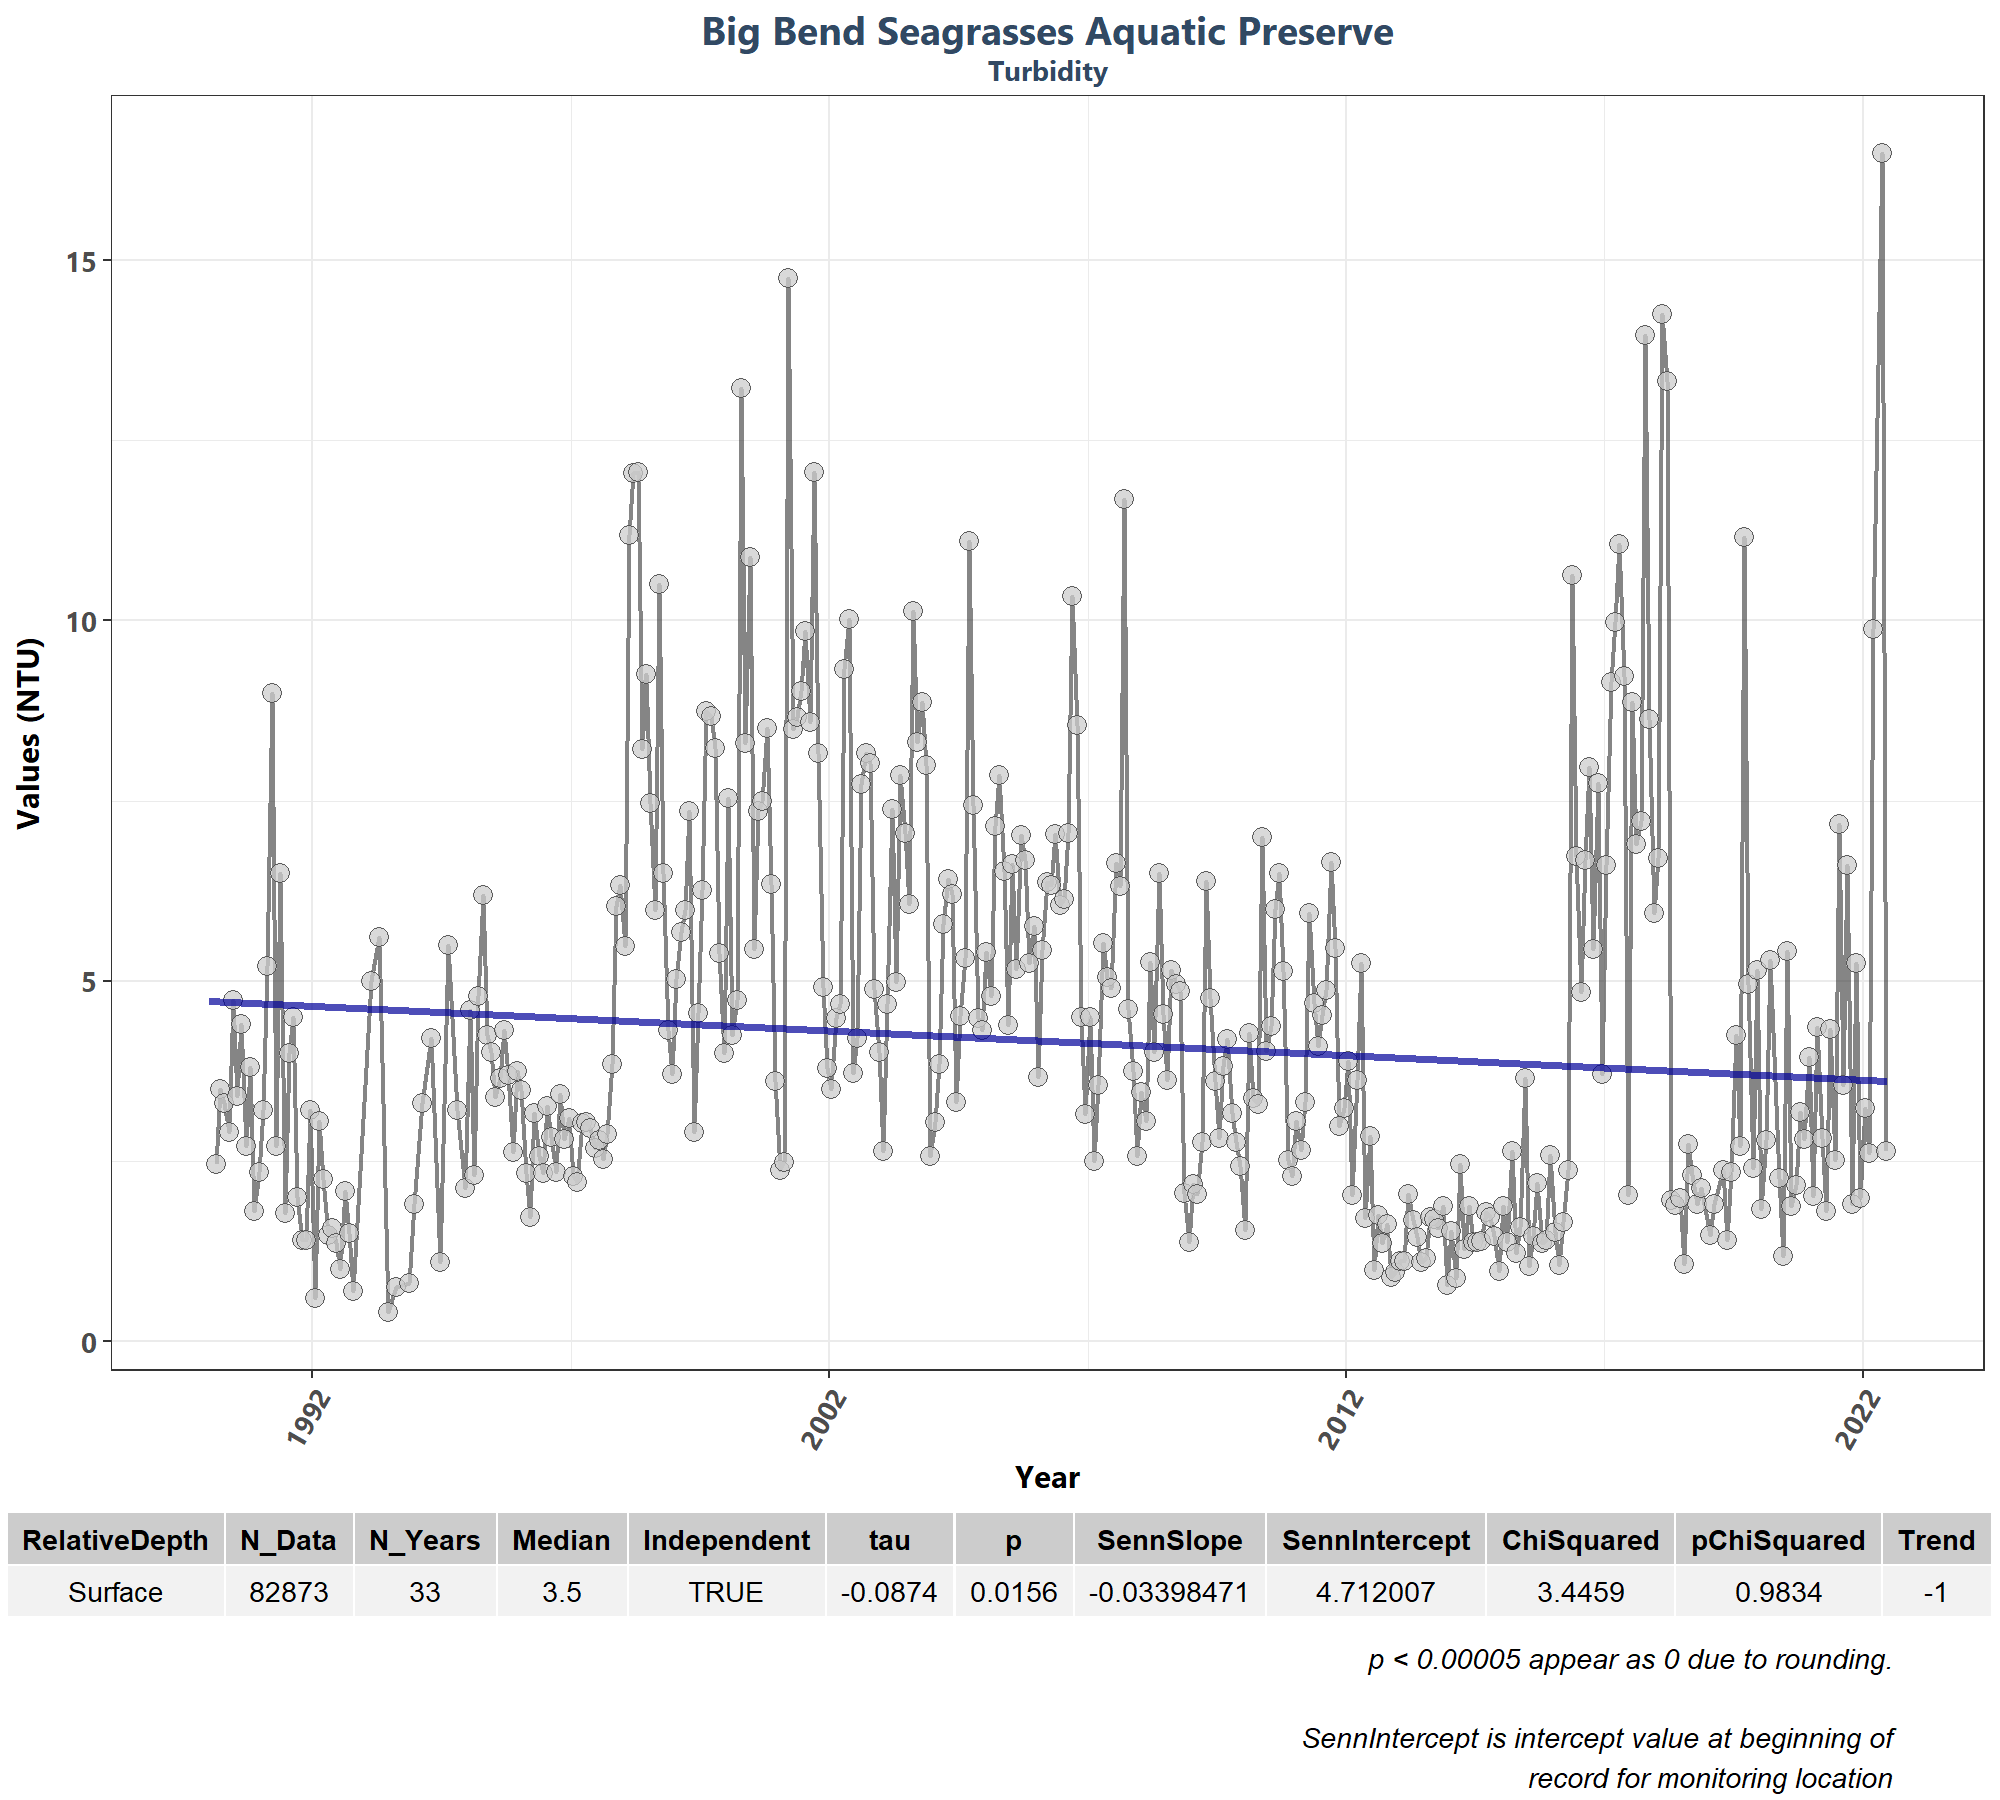 Big Bend Seagrasses Aquatic Preserve
Turbidity
Values (NTU)
15
10
5
0
1992 2002 2012 2022
Year
RelativeDepth N_Data N_Years Median Independent tau p SennSlope SennIntercept ChiSquared pChiSquared Trend
Surface 82873 33 3.5 TRUE -0.0874 0.0156 -0.03398471 4.712007 3.4459 0.9834 -1
p < 0.00005 appear as 0 due to rounding.
SennIntercept is intercept value at beginning of
record for monitoring location